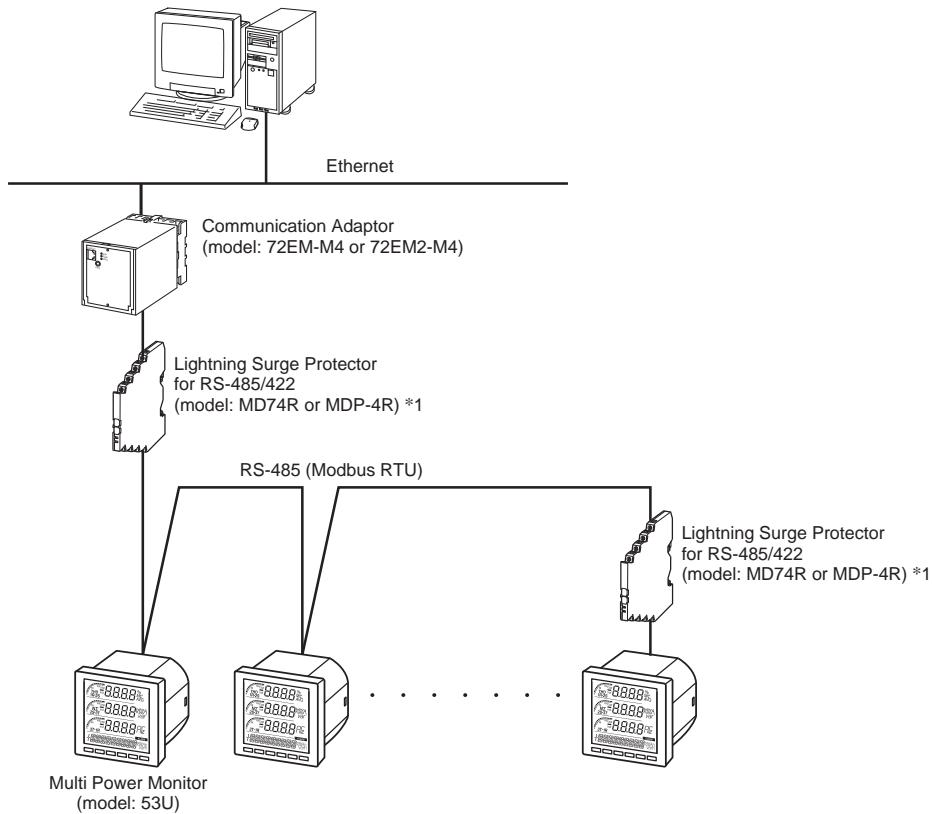 Ethernet
Communication Adaptor
(model: 72EM-M4 or 72EM2-M4)
Lightning Surge Protector
for RS-485/422
(model: MD74R or MDP-4R) *1
RS-485 (Modbus RTU)
Lightning Surge Protector
for RS-485/422
(model: MD74R or MDP-4R) *1
Multi Power Monitor
(model: 53U)